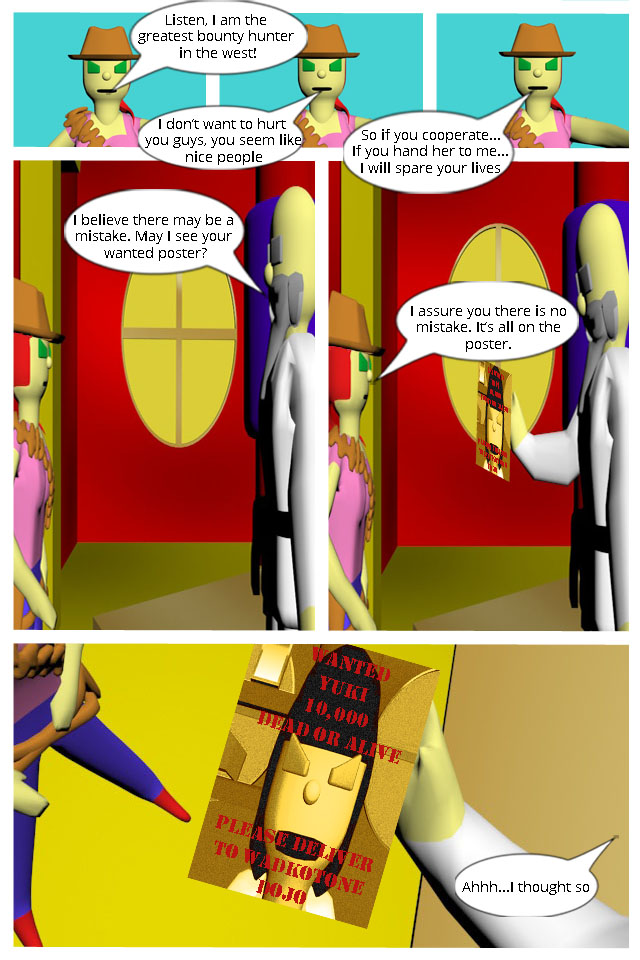 Listen, I am the
greatest bounty hunter
in the west!
I don't want to hurt
you guys, you seem like
nice people
So if you cooperate...
If you hand her to me...
I will spare your lives
I believe there may be a
mistake. May I see your
wanted poster?
I assure you there is no
mistake. It's all on the
poster.
WANTED
YUKI
10,000
DEAD OR ALIVE
PLEASE DELIVER
TO WADKOTONE
DOJO
Ahhh...I thought so